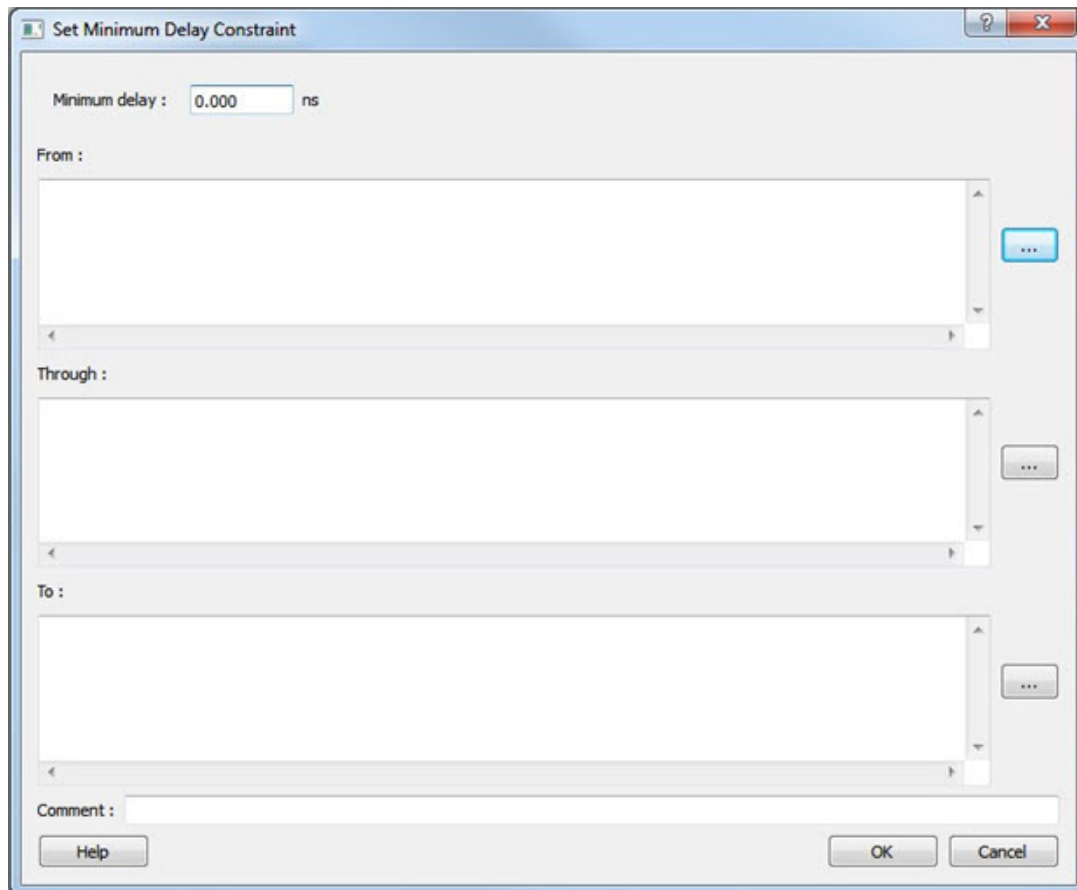 Set Minimum Delay Constraint
Minimum delay : 0.000 ns
From :
...
Through :
...
To :
...
Comment :
Help OK Cancel